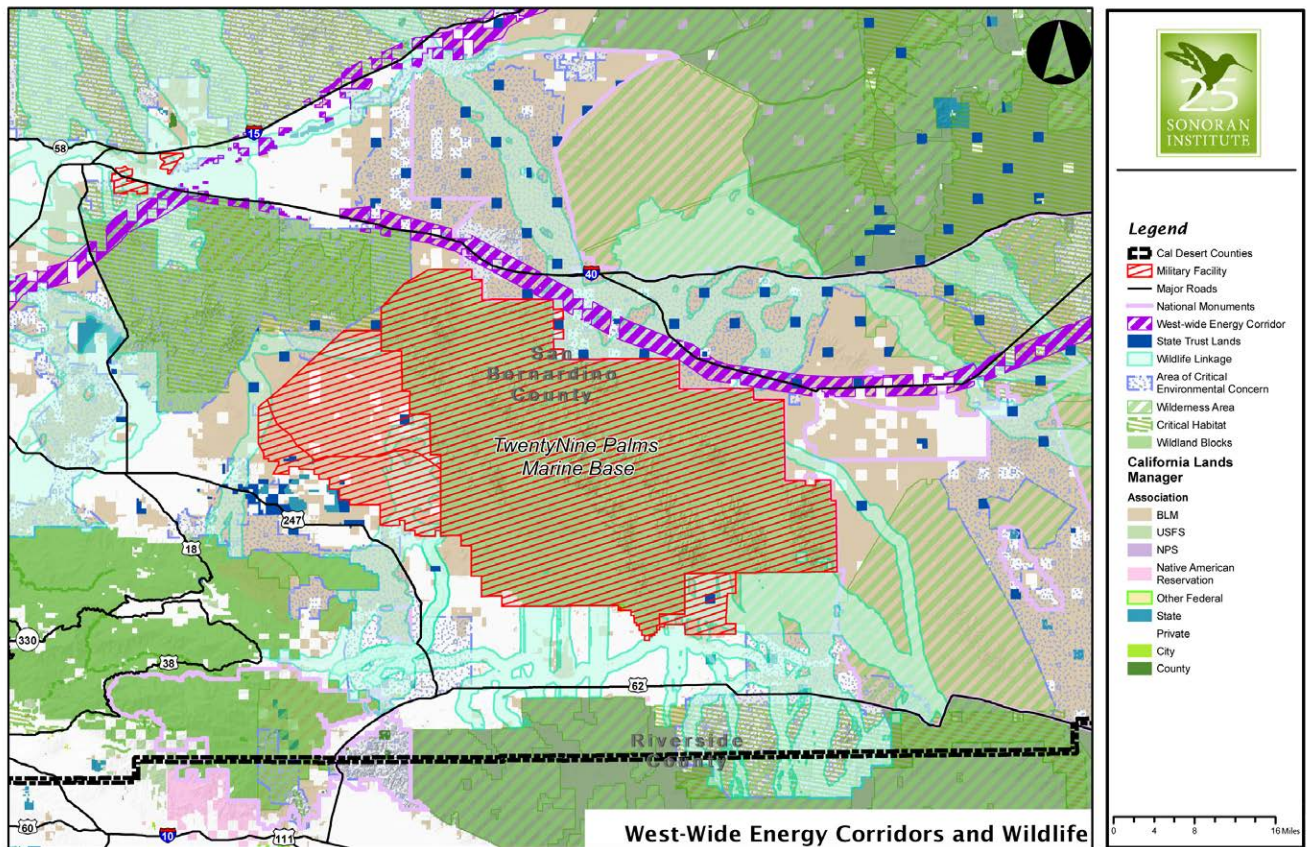 58
15
40
San
Bernardino
County
TwentyNine Palms
Marine Base
247
18
330
38
62
Riverside
County
60
10
111
West-Wide Energy Corridors and Wildlife
25
SONORAN
INSTITUTE
Legend
Cal Desert Counties
Military Facility
Major Roads
National Monuments
West-wide Energy Corridor
State Trust Lands
Wildlife Linkage
Area of Critical
Environmental Concern
Wilderness Area
Critical Habitat
Wildland Blocks
California Lands
Manager
Association
BLM
USFS
NPS
Native American
Reservation
Other Federal
State
Private
City
County
0 4 8 16 Miles